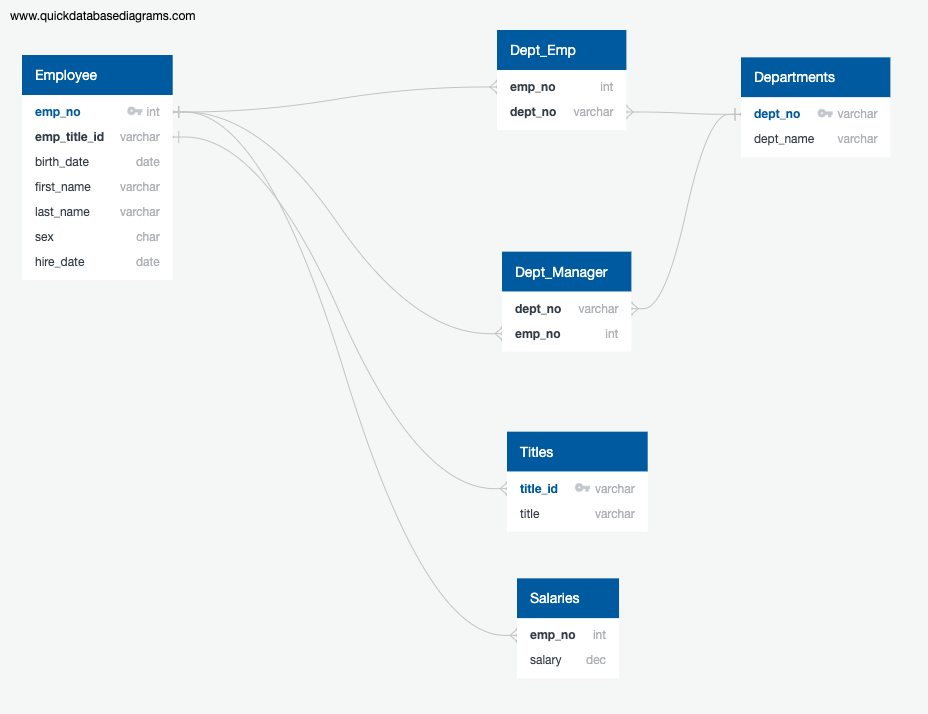 www.quickdatabasediagrams.com
Employee
emp_no int
emp_title_id varchar
birth_date date
first_name varchar
last_name varchar
sex char
hire_date date
Dept_Emp
emp_no int
dept_no varchar
Departments
dept_no varchar
dept_name varchar
Dept_Manager
dept_no varchar
emp_no int
Titles
title_id varchar
title varchar
Salaries
emp_no int
salary dec